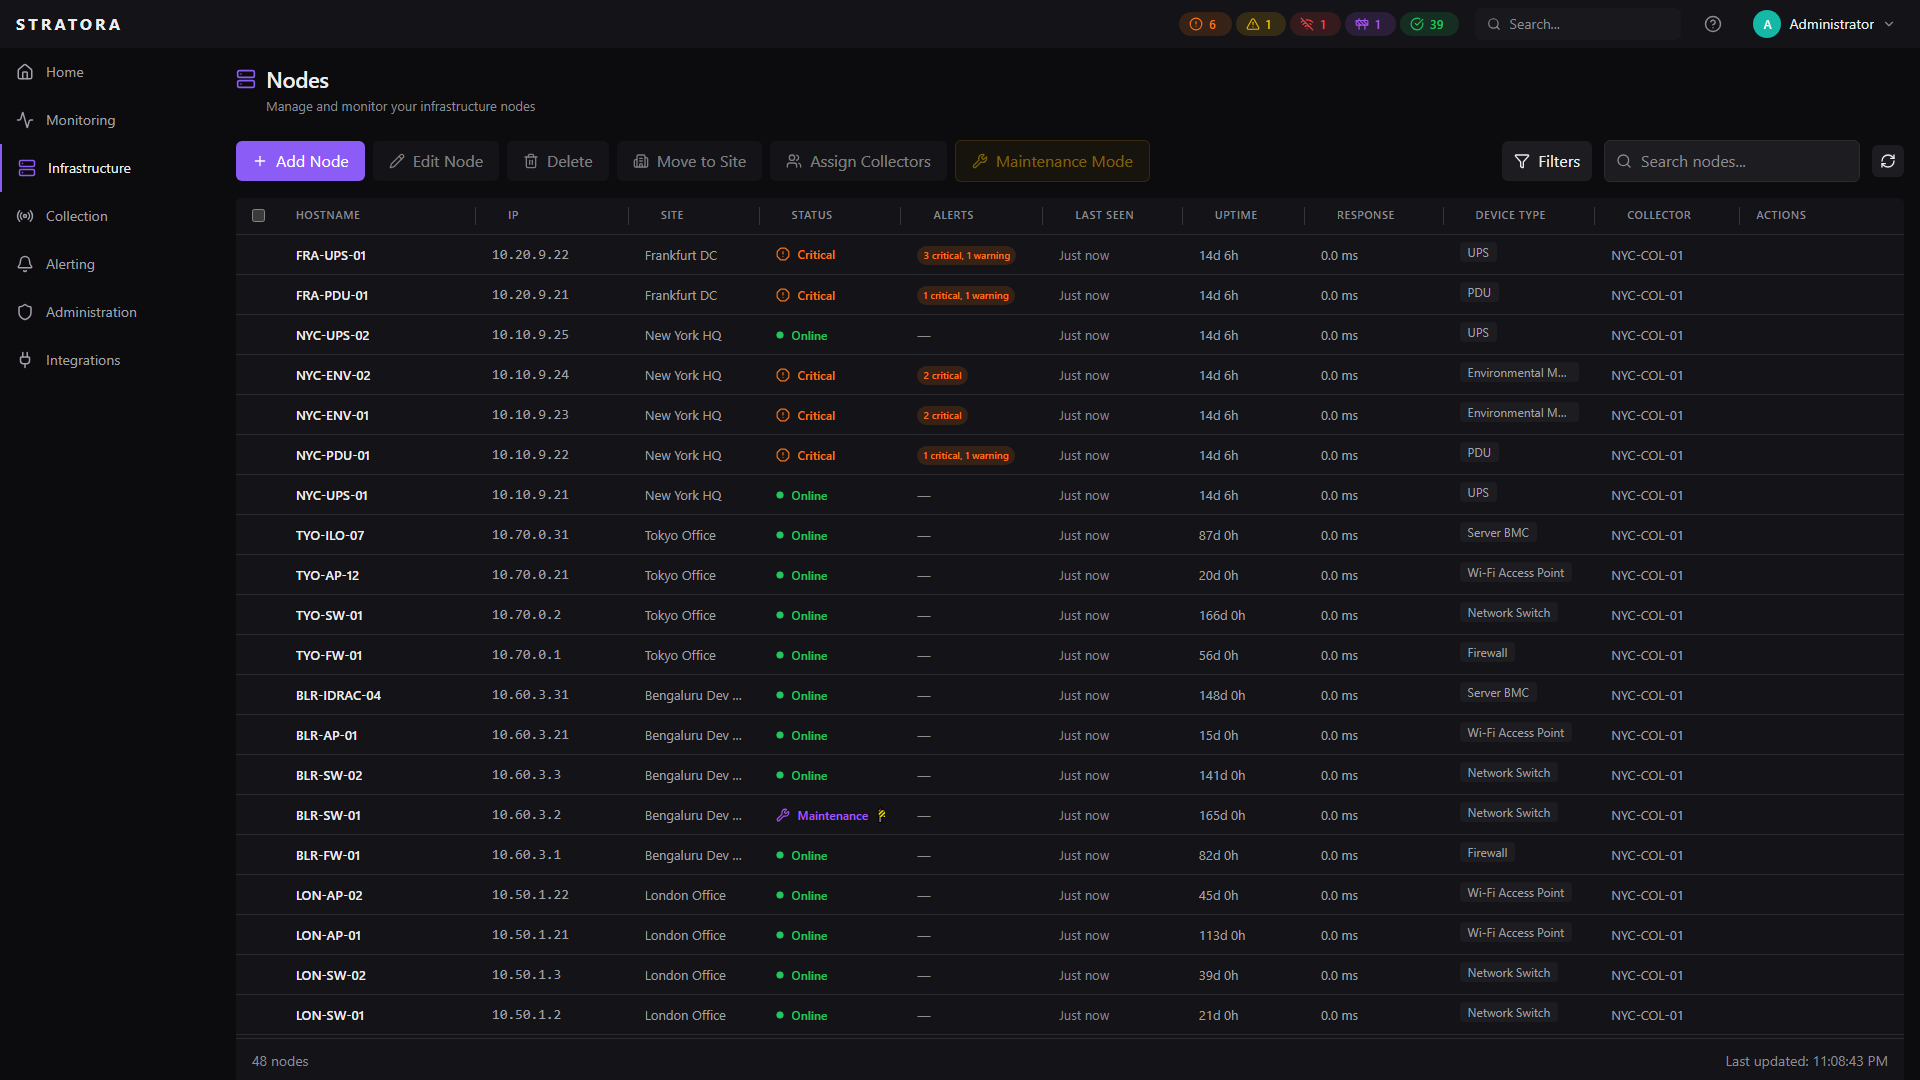 STRATORA
6 1 1 1 39 Search... A Administrator
Home
Monitoring
Infrastructure
Collection
Alerting
Administration
Integrations
Nodes
Manage and monitor your infrastructure nodes
+ Add Node Edit Node Delete Move to Site Assign Collectors Maintenance Mode Filters Search nodes...
HOSTNAME IP SITE STATUS ALERTS LAST SEEN UPTIME RESPONSE DEVICE TYPE COLLECTOR ACTIONS
FRA-UPS-01 10.20.9.22 Frankfurt DC Critical 3 critical, 1 warning Just now 14d 6h 0.0 ms UPS NYC-COL-01
FRA-PDU-01 10.20.9.21 Frankfurt DC Critical 1 critical, 1 warning Just now 14d 6h 0.0 ms PDU NYC-COL-01
NYC-UPS-02 10.10.9.25 New York HQ Online — Just now 14d 6h 0.0 ms UPS NYC-COL-01
NYC-ENV-02 10.10.9.24 New York HQ Critical 2 critical Just now 14d 6h 0.0 ms Environmental M... NYC-COL-01
NYC-ENV-01 10.10.9.23 New York HQ Critical 2 critical Just now 14d 6h 0.0 ms Environmental M... NYC-COL-01
NYC-PDU-01 10.10.9.22 New York HQ Critical 1 critical, 1 warning Just now 14d 6h 0.0 ms PDU NYC-COL-01
NYC-UPS-01 10.10.9.21 New York HQ Online — Just now 14d 6h 0.0 ms UPS NYC-COL-01
TYO-ILO-07 10.70.0.31 Tokyo Office Online — Just now 87d 0h 0.0 ms Server BMC NYC-COL-01
TYO-AP-12 10.70.0.21 Tokyo Office Online — Just now 20d 0h 0.0 ms Wi-Fi Access Point NYC-COL-01
TYO-SW-01 10.70.0.2 Tokyo Office Online — Just now 166d 0h 0.0 ms Network Switch NYC-COL-01
TYO-FW-01 10.70.0.1 Tokyo Office Online — Just now 56d 0h 0.0 ms Firewall NYC-COL-01
BLR-IDRAC-04 10.60.3.31 Bengaluru Dev ... Online — Just now 148d 0h 0.0 ms Server BMC NYC-COL-01
BLR-AP-01 10.60.3.21 Bengaluru Dev ... Online — Just now 15d 0h 0.0 ms Wi-Fi Access Point NYC-COL-01
BLR-SW-02 10.60.3.3 Bengaluru Dev ... Online — Just now 141d 0h 0.0 ms Network Switch NYC-COL-01
BLR-SW-01 10.60.3.2 Bengaluru Dev ... Maintenance — Just now 165d 0h 0.0 ms Network Switch NYC-COL-01
BLR-FW-01 10.60.3.1 Bengaluru Dev ... Online — Just now 82d 0h 0.0 ms Firewall NYC-COL-01
LON-AP-02 10.50.1.22 London Office Online — Just now 45d 0h 0.0 ms Wi-Fi Access Point NYC-COL-01
LON-AP-01 10.50.1.21 London Office Online — Just now 113d 0h 0.0 ms Wi-Fi Access Point NYC-COL-01
LON-SW-02 10.50.1.3 London Office Online — Just now 39d 0h 0.0 ms Network Switch NYC-COL-01
LON-SW-01 10.50.1.2 London Office Online — Just now 21d 0h 0.0 ms Network Switch NYC-COL-01
48 nodes Last updated: 11:08:43 PM